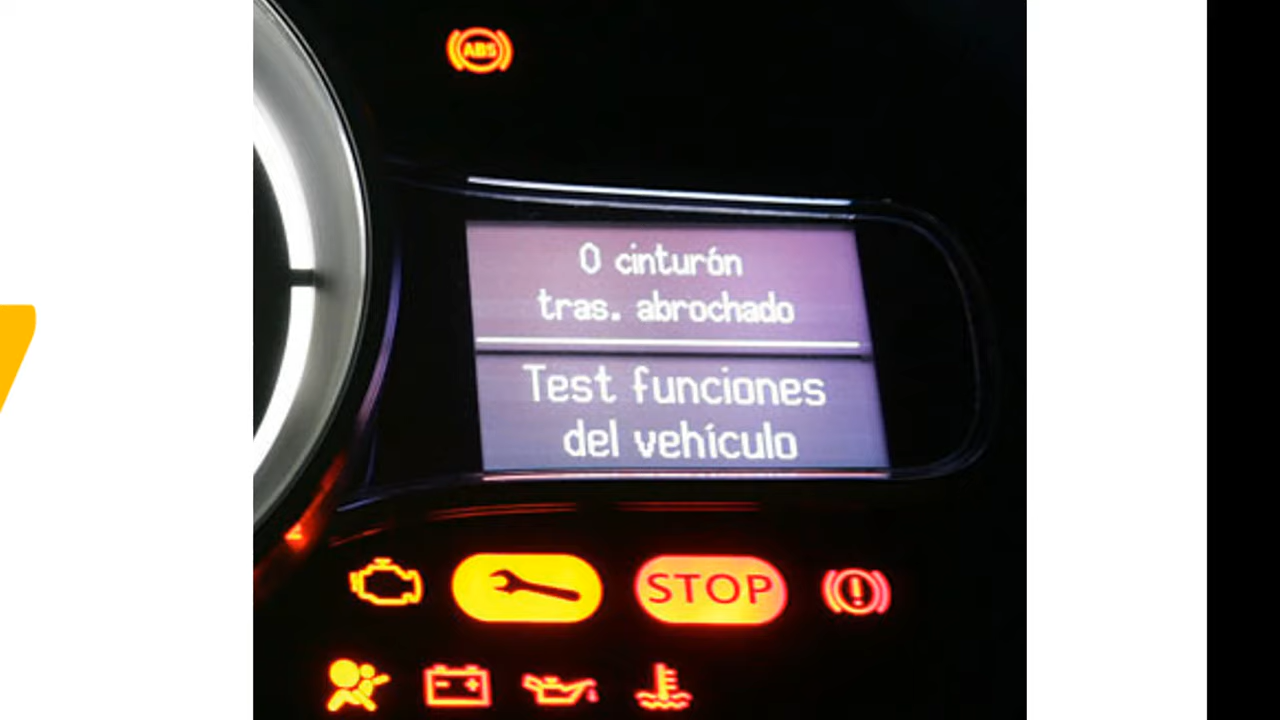 ABS
0 cinturón
tras. abrochado
Test funciones
del vehículo
STOP